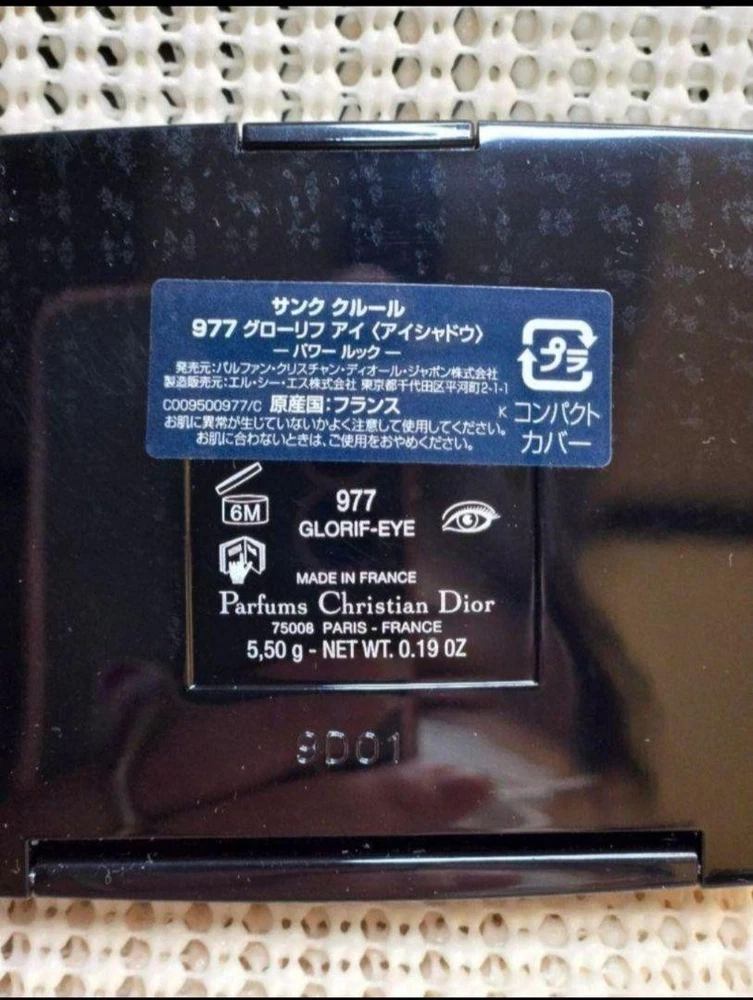 サンク クルール
977 グローリフ アイ〈アイシャドウ〉
― パワー ルック ―
発売元:パルファン・クリスチャン・ディオール・ジャポン株式会社
製造販売元:エル・シー・エス株式会社 東京都千代田区平河町2-1-1
C009500977/C 原産国:フランス K
お肌に異常が生じていないかよく注意して使用してください。
お肌に合わないときは、ご使用をおやめください。
プラ
コンパクト
カバー
6M
977
GLORIF-EYE
MADE IN FRANCE
Parfums Christian Dior
75008 PARIS - FRANCE
5,50 g - NET WT. 0.19 OZ